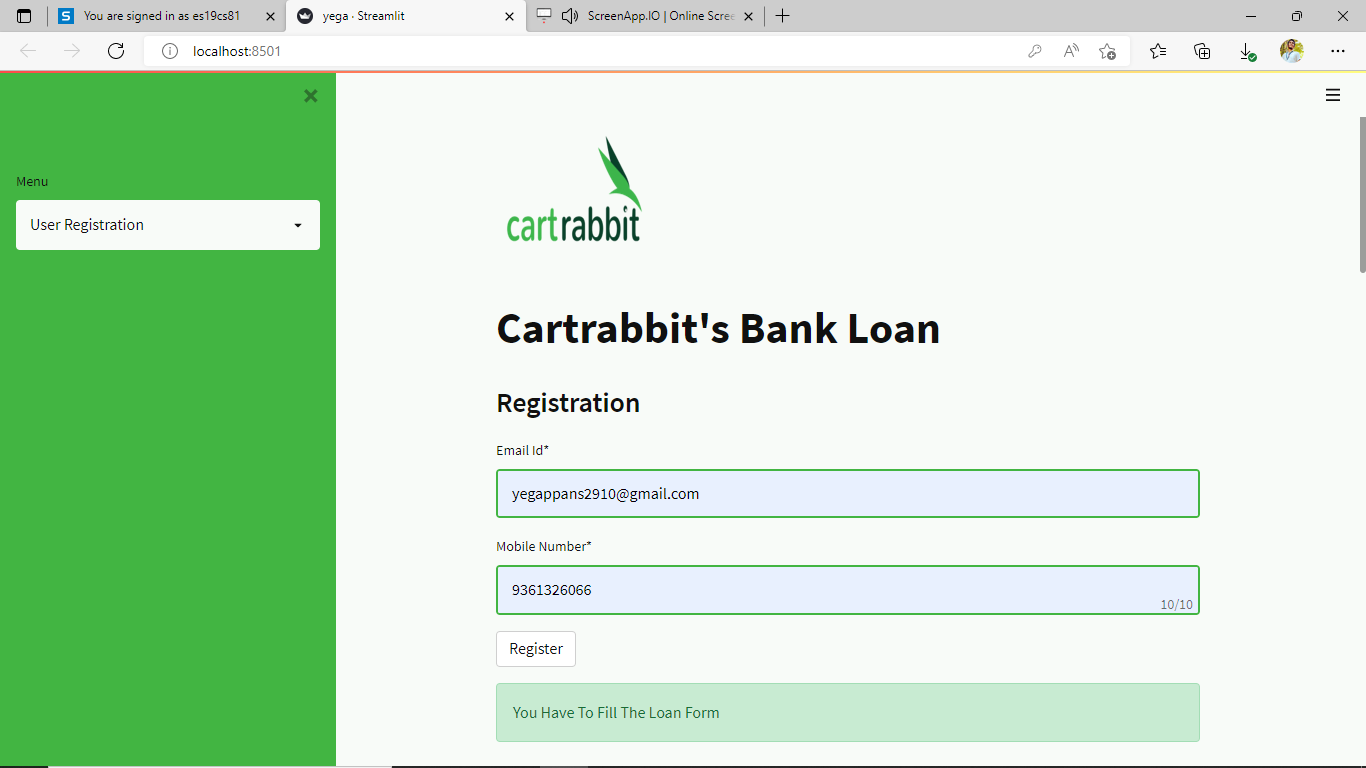 You are signed in as es19cs81
yega · Streamlit
ScreenApp.IO | Online Scree
localhost:8501
Menu
User Registration
cartrabbit
Cartrabbit's Bank Loan
Registration
Email Id*
yegappans2910@gmail.com
Mobile Number*
9361326066
10/10
Register
You Have To Fill The Loan Form